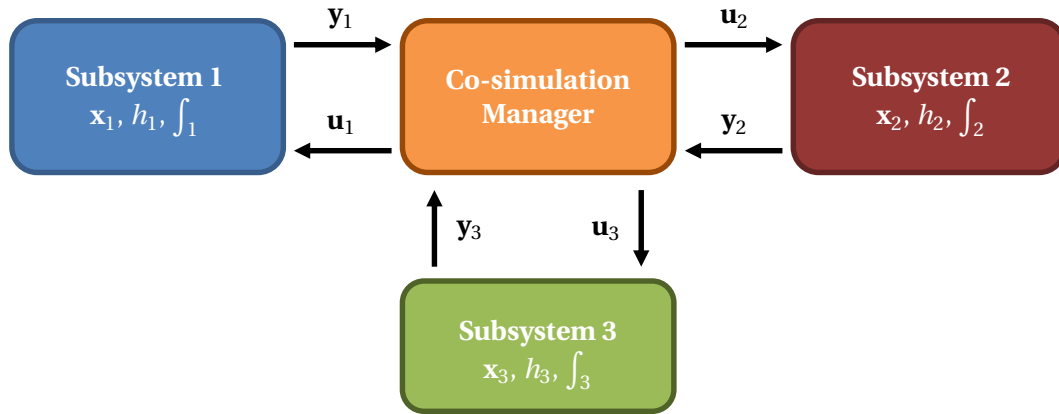 y₁
u₂
Subsystem 1
x₁, h₁, ∫₁
Co-simulation
Manager
Subsystem 2
x₂, h₂, ∫₂
u₁
y₂
y₃
u₃
Subsystem 3
x₃, h₃, ∫₃